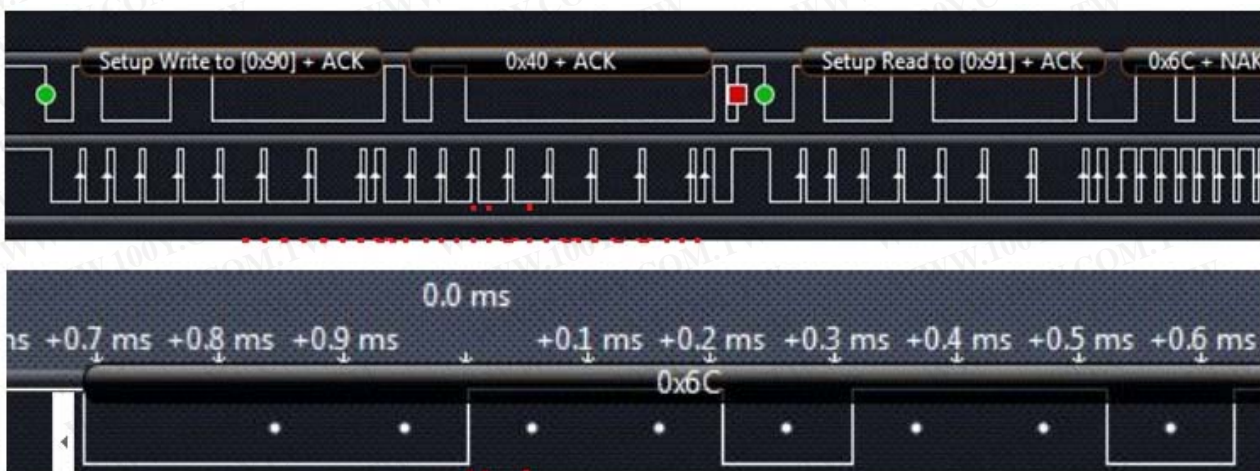 Setup Write to [0x90] + ACK 0x40 + ACK Setup Read to [0x91] + ACK 0x6C + NAK
0.0 ms
+0.7 ms +0.8 ms +0.9 ms +0.1 ms +0.2 ms +0.3 ms +0.4 ms +0.5 ms +0.6 ms
0x6C